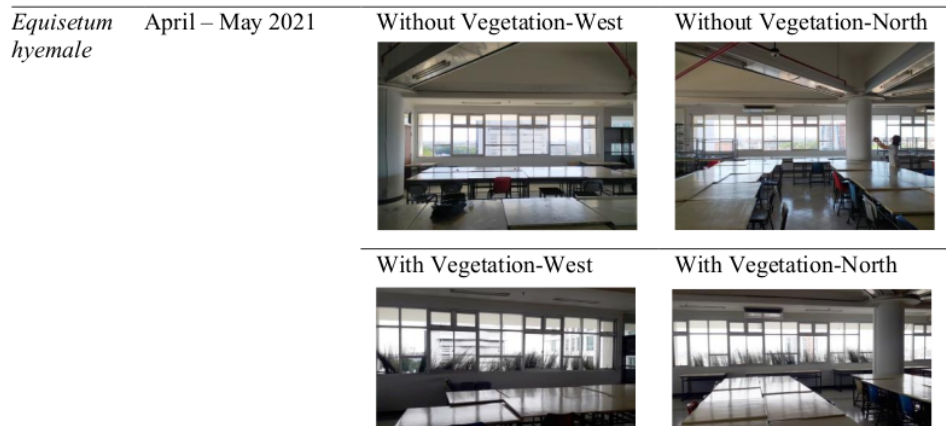 Equisetum hyemale
April – May 2021
Without Vegetation-West
Without Vegetation-North
With Vegetation-West
With Vegetation-North